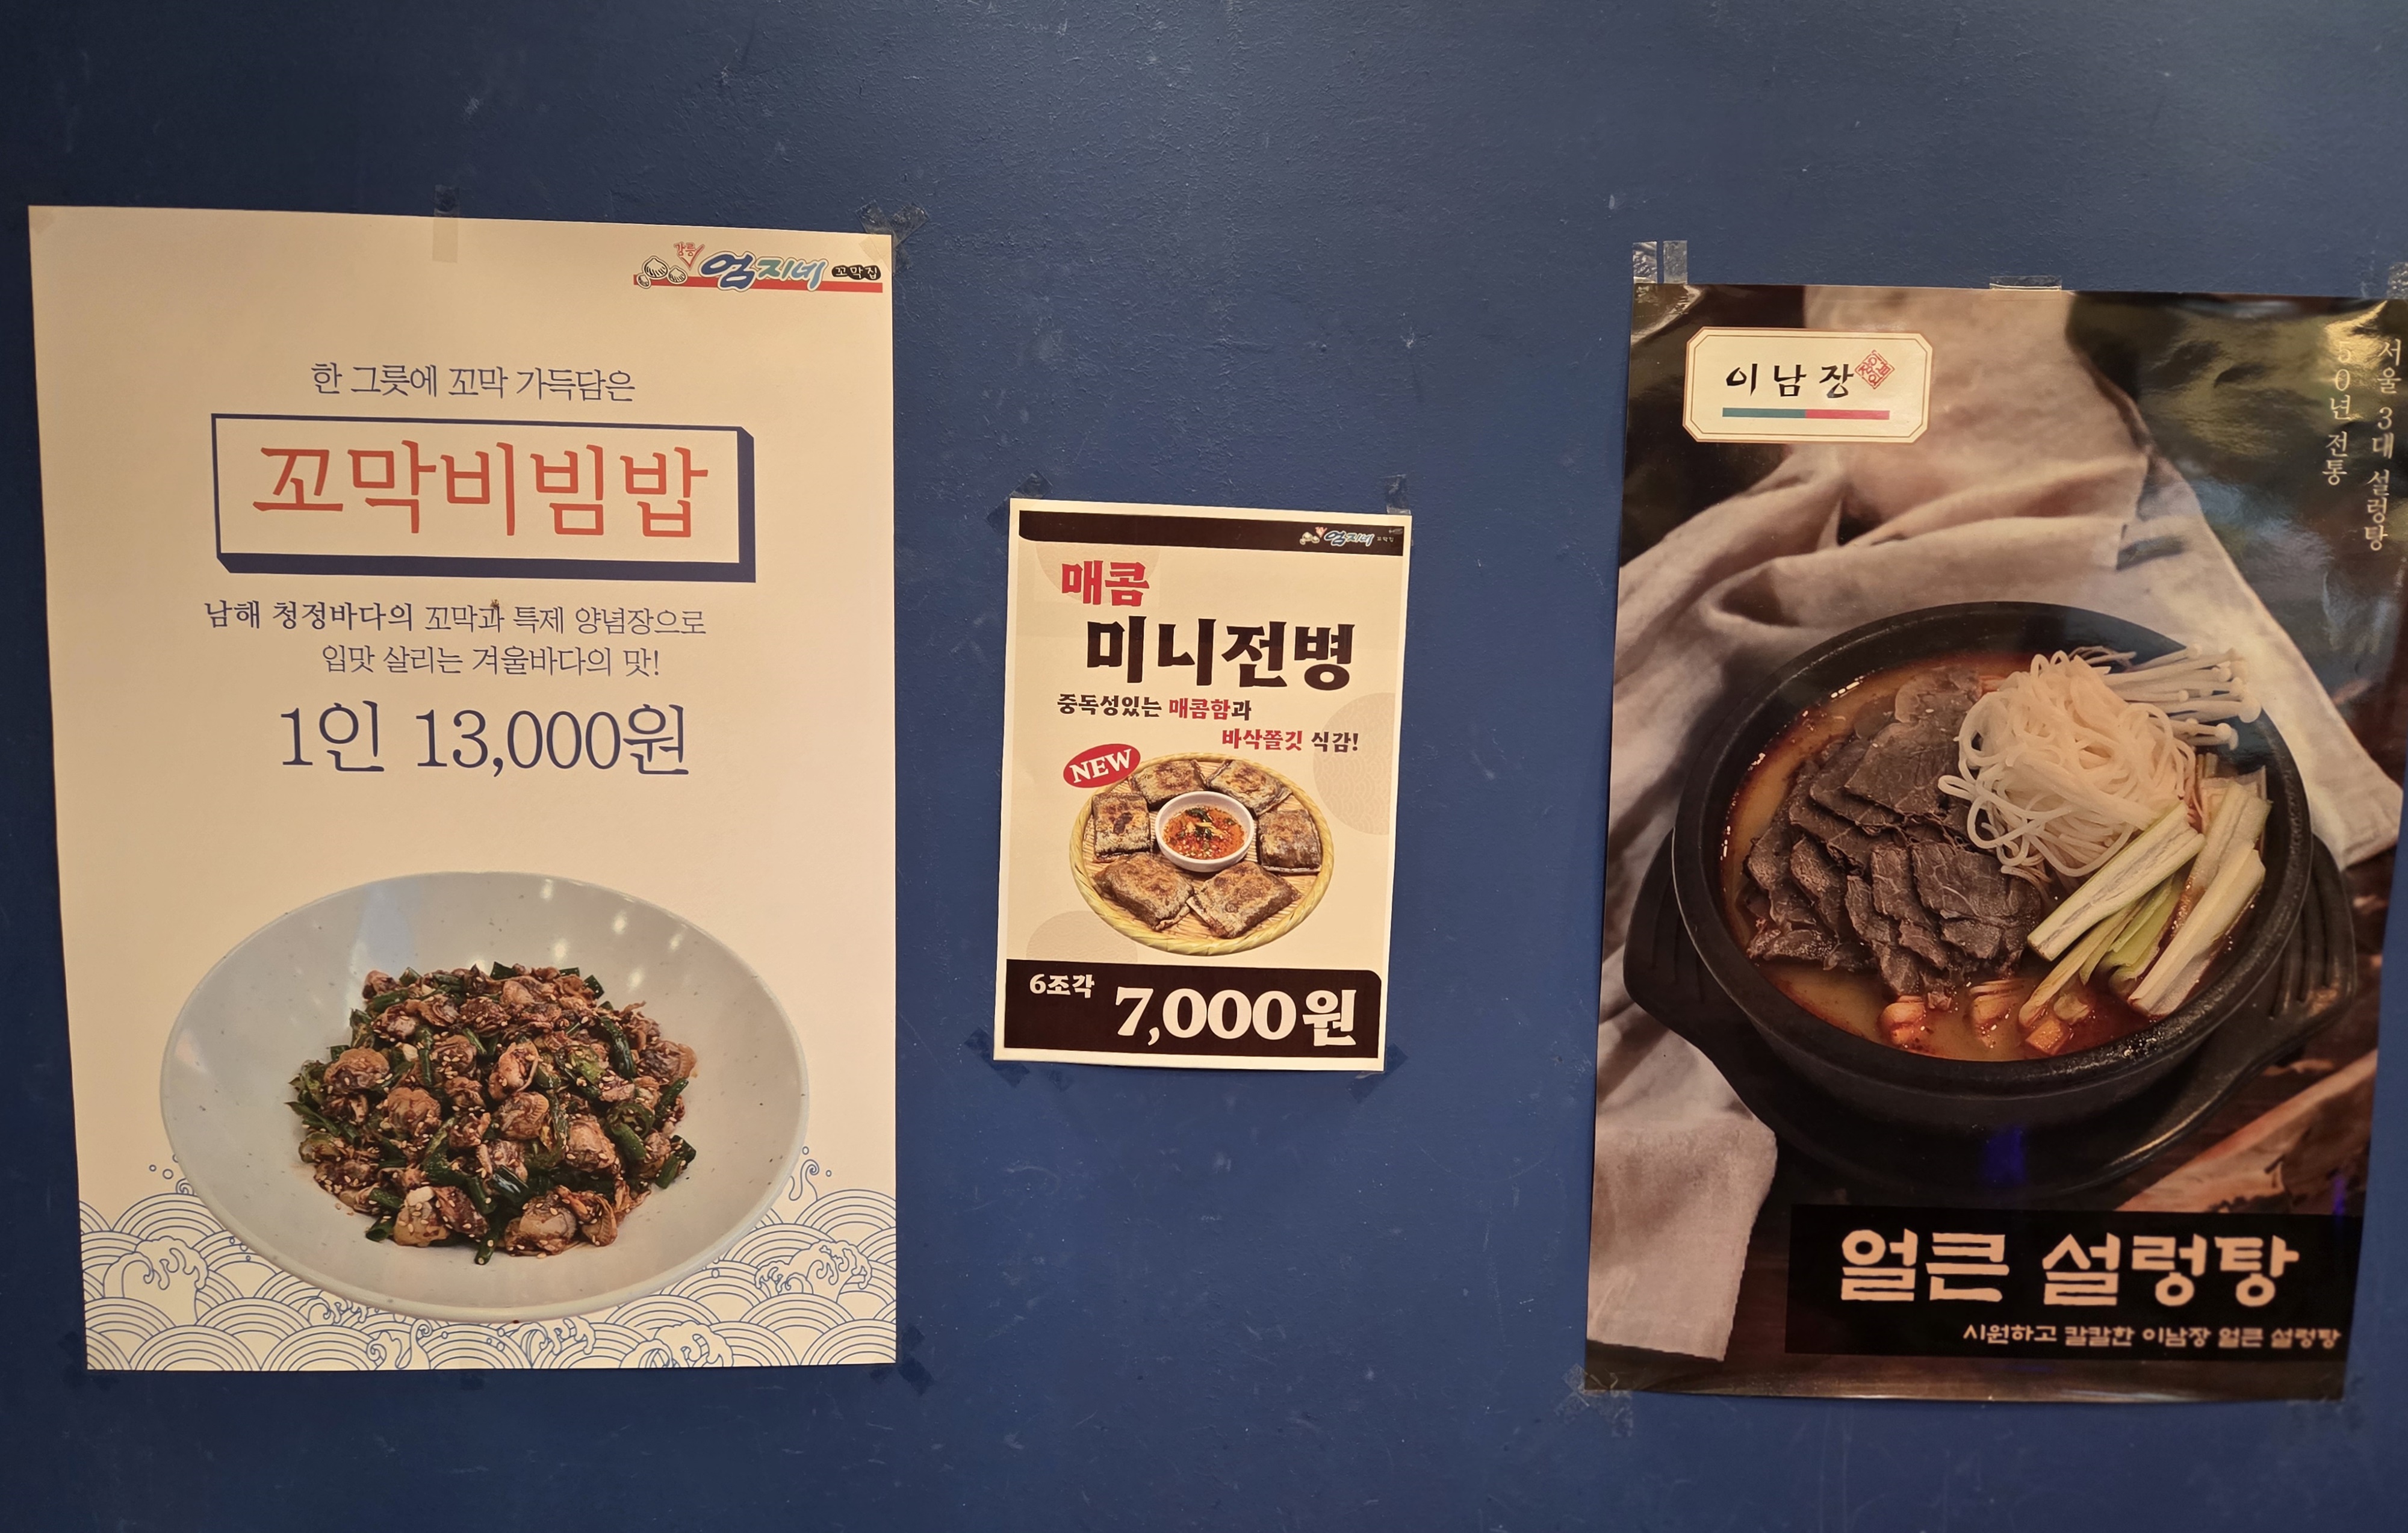 강릉 엄지네 꼬막집
한 그릇에 꼬막 가득담은
꼬막비빔밥
남해 청정바다의 꼬막과 특제 양념장으로
입맛 살리는 겨울바다의 맛!
1인 13,000원
엄지네 꼬막집
매콤
미니전병
중독성있는 매콤함과
바삭쫄깃 식감!
NEW
6조각 7,000원
이남장
서울 3대 설렁탕
50년 전통
얼큰 설렁탕
시원하고 칼칼한 이남장 얼큰 설렁탕